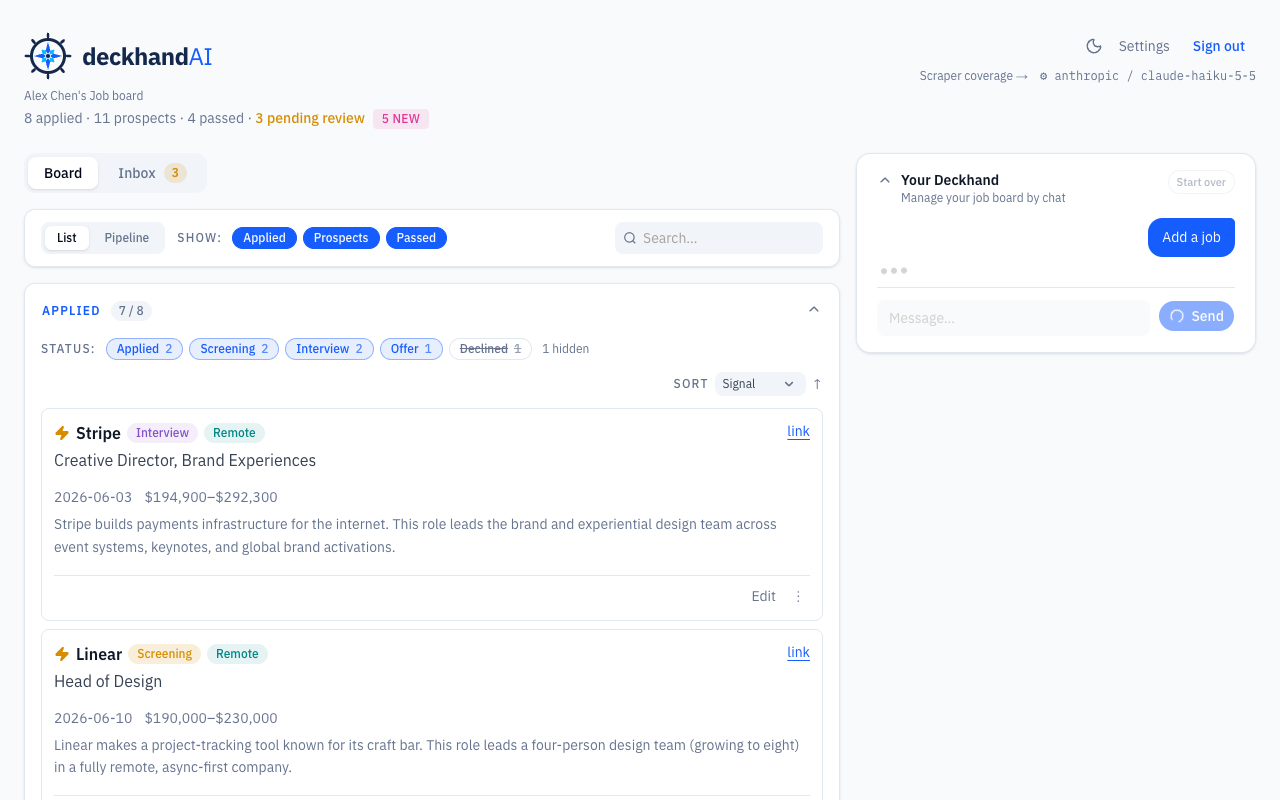 deckhandAI
Settings
Sign out
Scraper coverage → ⚙ anthropic / claude-haiku-5-5
Alex Chen's Job board
8 applied · 11 prospects · 4 passed · 3 pending review 5 NEW
Board
Inbox 3
List
Pipeline
SHOW:
Applied
Prospects
Passed
Search...
APPLIED 7 / 8
STATUS:
Applied 2
Screening 2
Interview 2
Offer 1
Declined 1
1 hidden
SORT Signal ↑
Stripe Interview Remote link
Creative Director, Brand Experiences
2026-06-03 $194,900–$292,300
Stripe builds payments infrastructure for the internet. This role leads the brand and experiential design team across
event systems, keynotes, and global brand activations.
Edit ⋮
Linear Screening Remote link
Head of Design
2026-06-10 $190,000–$230,000
Linear makes a project-tracking tool known for its craft bar. This role leads a four-person design team (growing to eight)
in a fully remote, async-first company.
Your Deckhand
Start over
Manage your job board by chat
Add a job
Message...
Send